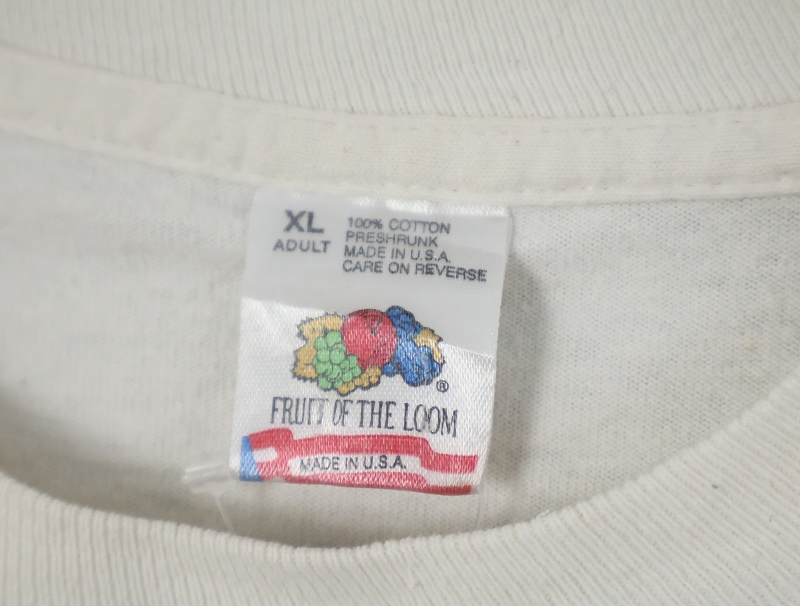 XL
ADULT
100% COTTON
PRESHRUNK
MADE IN U.S.A.
CARE ON REVERSE
®
FRUIT OF THE LOOM
MADE IN U.S.A.